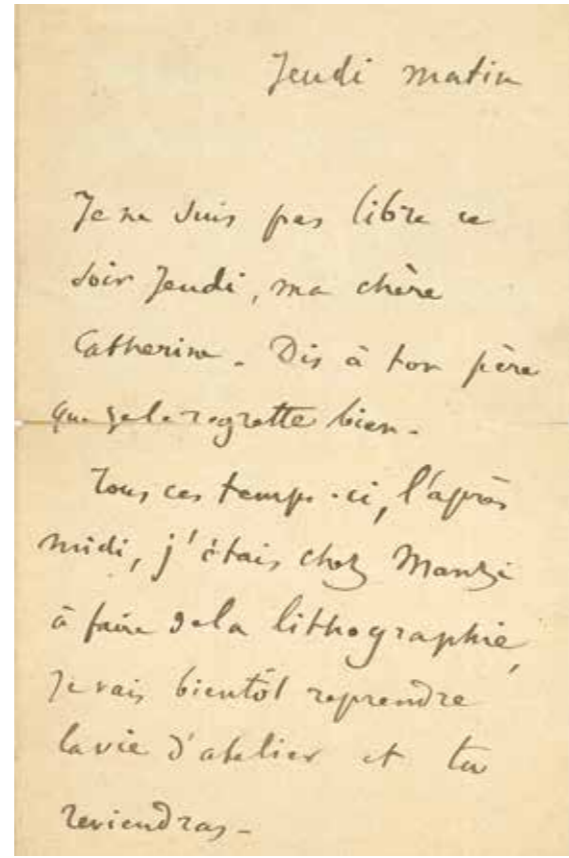 Jeudi matin
Je ne suis pas libre ce
soir Jeudi, ma chère
Catherine. Dis à ton père
que je le regrette bien.
Tous ces temps-ci, l'après
midi, j'étais chez Manzi
à faire de la lithographie,
je vais bientôt reprendre
la vie d'atelier et tu
reviendras.